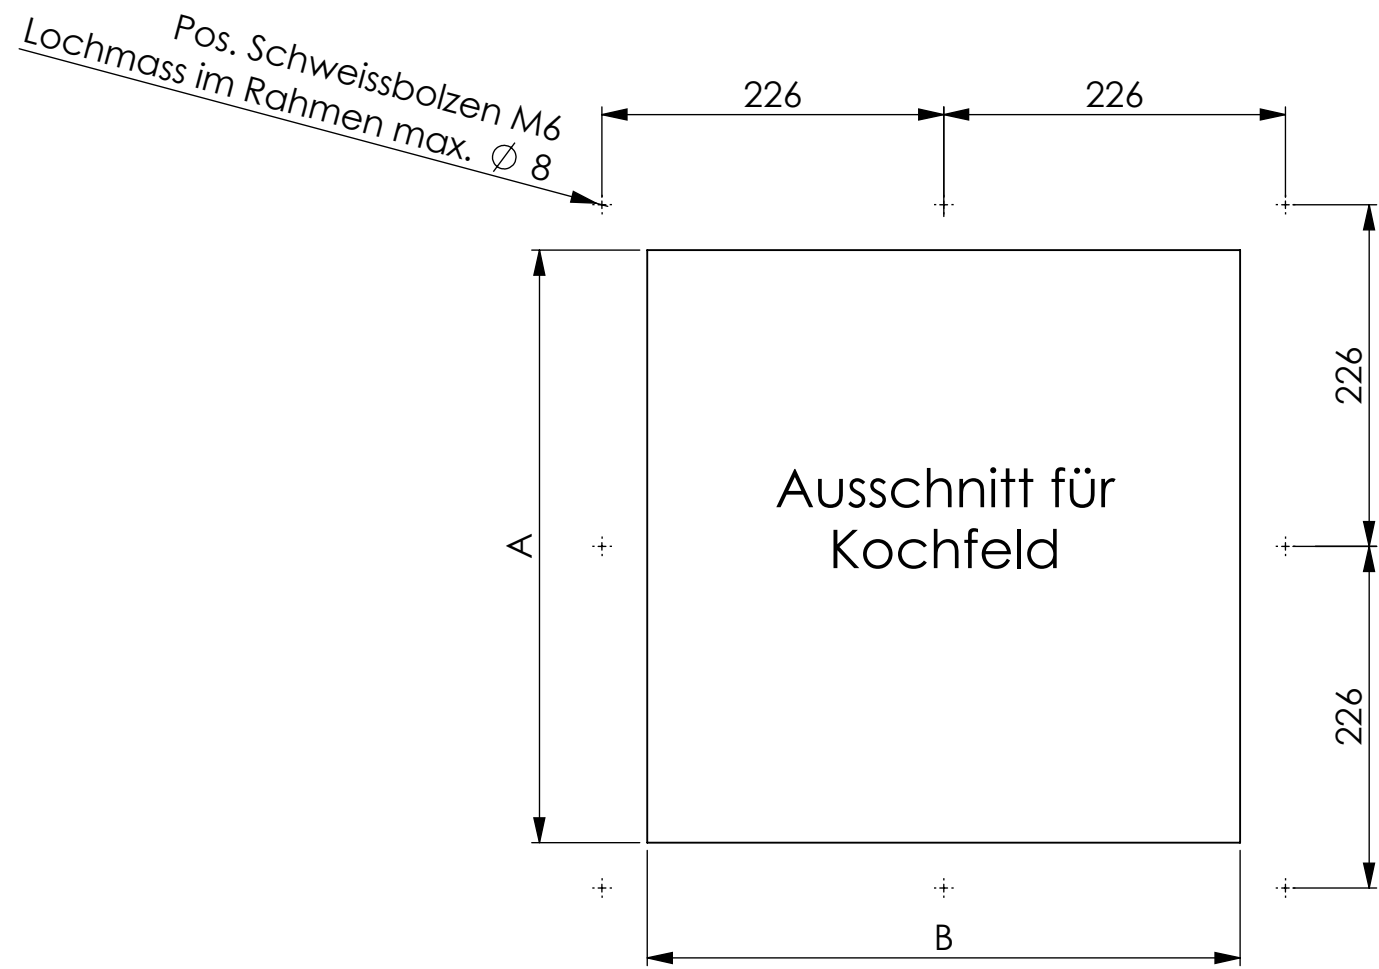 Pos. Schweissbolzen M6
Lochmass im Rahmen max. ∅ 8
226
226
226
A
Ausschnitt für
Kochfeld
226
B